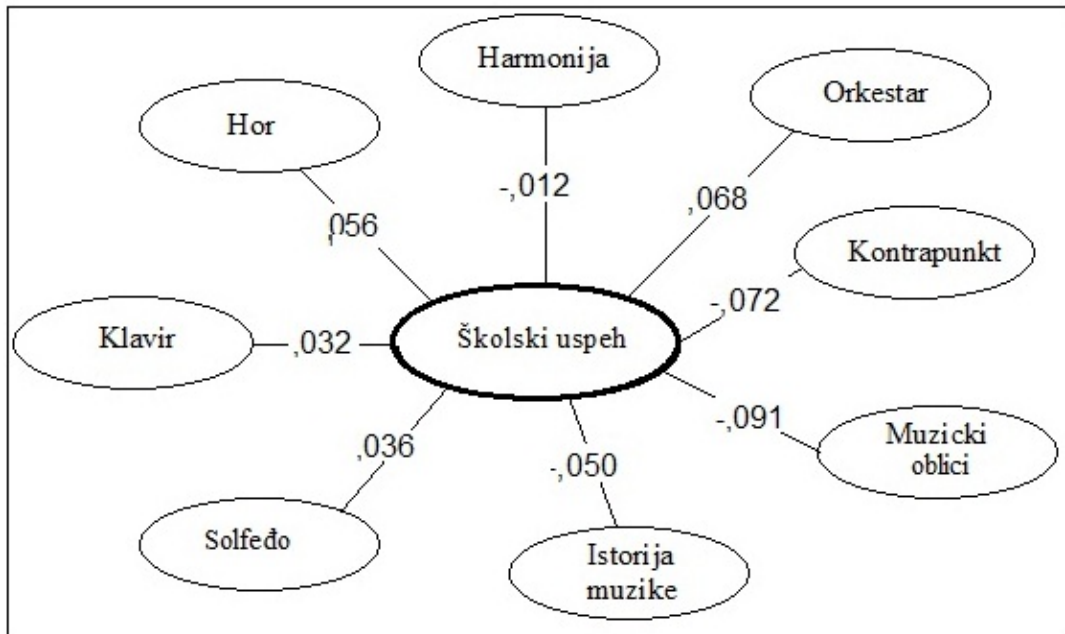 Harmonija
Orkestar
Hor
-,012
,068
,056
Kontrapunkt
-,072
Školski uspeh
Klavir
,032
-,091
Muzicki
oblici
,036
-,050
Solfeđo
Istorija
muzike